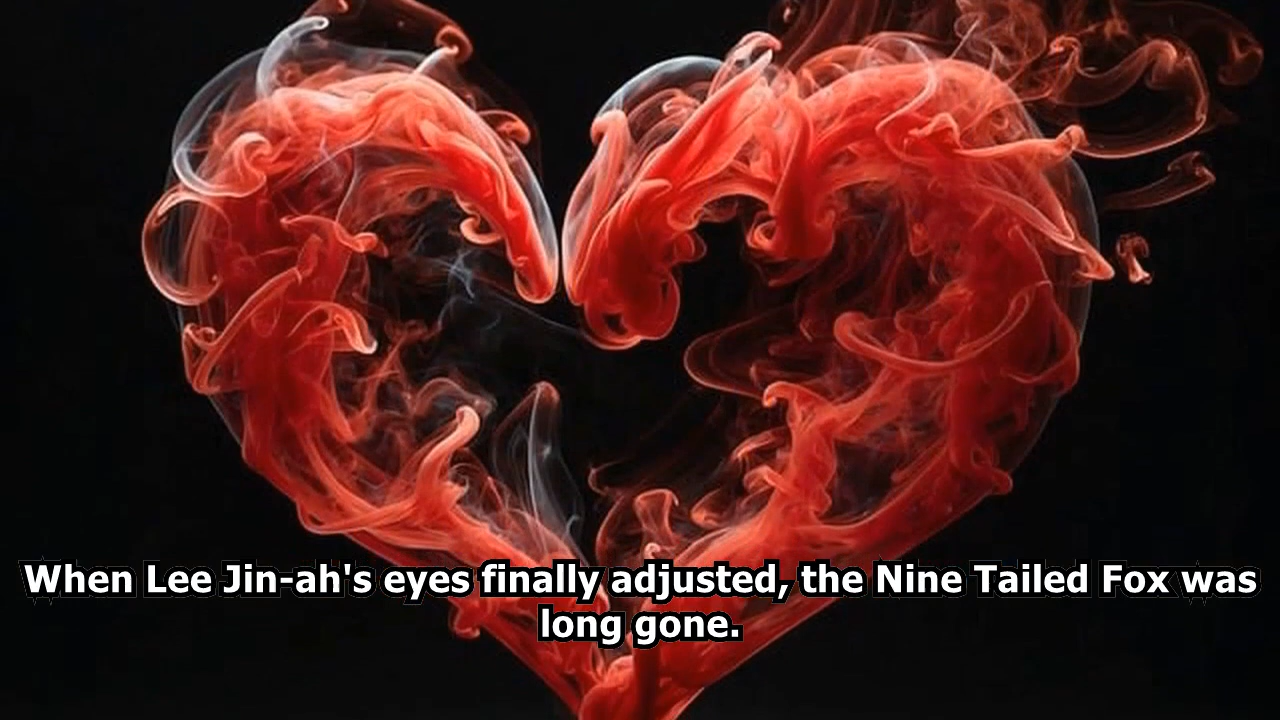 When Lee Jin-ah's eyes finally adjusted, the Nine Tailed Fox was
long gone.